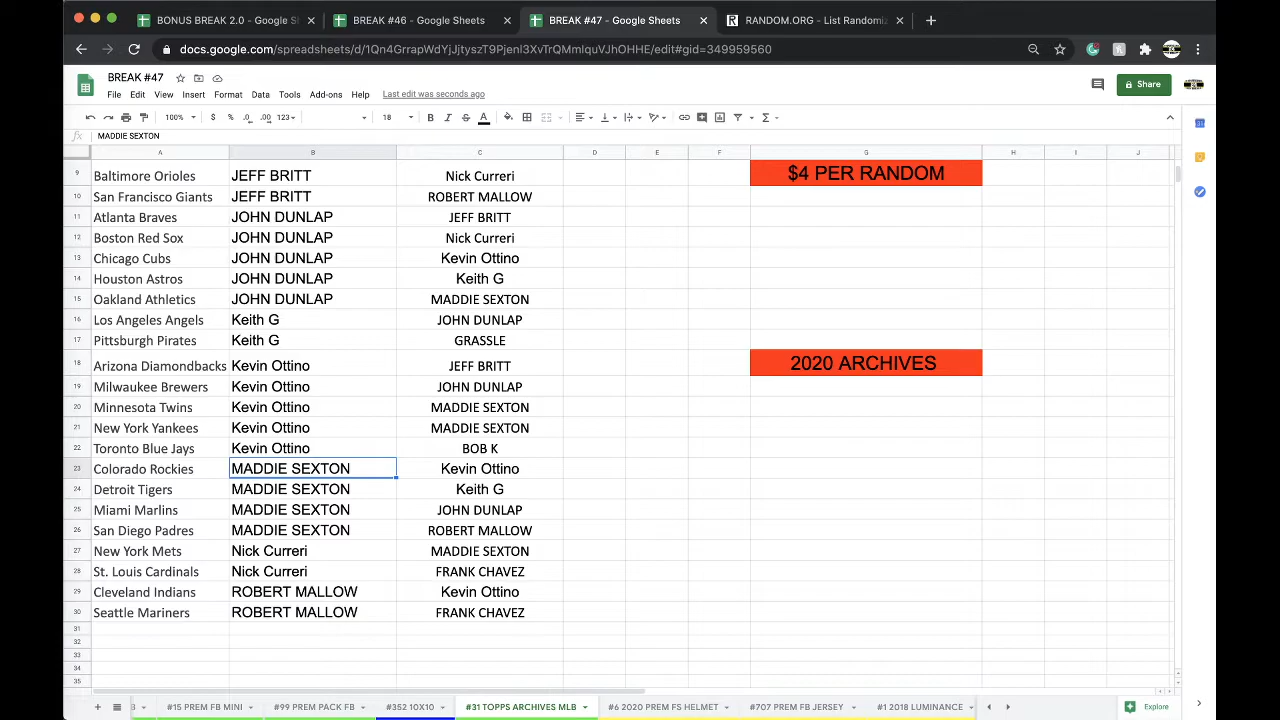 BONUS BREAK 2.0 - Google S
BREAK #46 - Google Sheets
BREAK #47 - Google Sheets
RANDOM.ORG - List Randomiz
docs.google.com/spreadsheets/d/1Qn4GrrapWdYjJjtyszT9PjenI3XvTrQMmlquVJhOHHE/edit#gid=349959560
BREAK #47
File Edit View Insert Format Data Tools Add-ons Help Last edit was seconds ago
Share
100% $ % .0 .00 123 18 B I S A
fx MADDIE SEXTON
A B C D E F G H I J
9 Baltimore Orioles JEFF BRITT Nick Curreri $4 PER RANDOM
10 San Francisco Giants JEFF BRITT ROBERT MALLOW
11 Atlanta Braves JOHN DUNLAP JEFF BRITT
12 Boston Red Sox JOHN DUNLAP Nick Curreri
13 Chicago Cubs JOHN DUNLAP Kevin Ottino
14 Houston Astros JOHN DUNLAP Keith G
15 Oakland Athletics JOHN DUNLAP MADDIE SEXTON
16 Los Angeles Angels Keith G JOHN DUNLAP
17 Pittsburgh Pirates Keith G GRASSLE
18 Arizona Diamondbacks Kevin Ottino JEFF BRITT 2020 ARCHIVES
19 Milwaukee Brewers Kevin Ottino JOHN DUNLAP
20 Minnesota Twins Kevin Ottino MADDIE SEXTON
21 New York Yankees Kevin Ottino MADDIE SEXTON
22 Toronto Blue Jays Kevin Ottino BOB K
23 Colorado Rockies MADDIE SEXTON Kevin Ottino
24 Detroit Tigers MADDIE SEXTON Keith G
25 Miami Marlins MADDIE SEXTON JOHN DUNLAP
26 San Diego Padres MADDIE SEXTON ROBERT MALLOW
27 New York Mets Nick Curreri MADDIE SEXTON
28 St. Louis Cardinals Nick Curreri FRANK CHAVEZ
29 Cleveland Indians ROBERT MALLOW Kevin Ottino
30 Seattle Mariners ROBERT MALLOW FRANK CHAVEZ
31
32
33
34
35
3 #15 PREM FB MINI #99 PREM PACK FB #352 10X10 #31 TOPPS ARCHIVES MLB #6 2020 PREM FS HELMET #707 PREM FB JERSEY #1 2018 LUMINANCE Explore